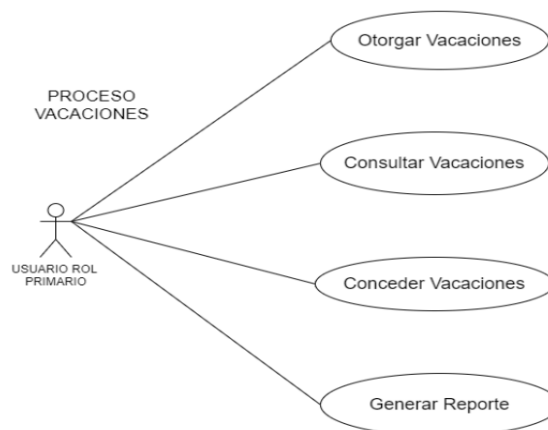 Otorgar Vacaciones
PROCESO
VACACIONES
Consultar Vacaciones
USUARIO ROL
PRIMARIO
Conceder Vacaciones
Generar Reporte